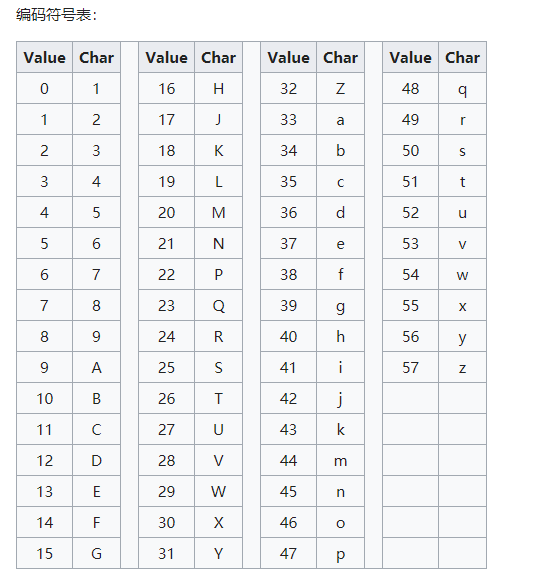 编码符号表:
Value Char Value Char Value Char Value Char
0 1 16 H 32 Z 48 q
1 2 17 J 33 a 49 r
2 3 18 K 34 b 50 s
3 4 19 L 35 c 51 t
4 5 20 M 36 d 52 u
5 6 21 N 37 e 53 v
6 7 22 P 38 f 54 w
7 8 23 Q 39 g 55 x
8 9 24 R 40 h 56 y
9 A 25 S 41 i 57 z
10 B 26 T 42 j
11 C 27 U 43 k
12 D 28 V 44 m
13 E 29 W 45 n
14 F 30 X 46 o
15 G 31 Y 47 p